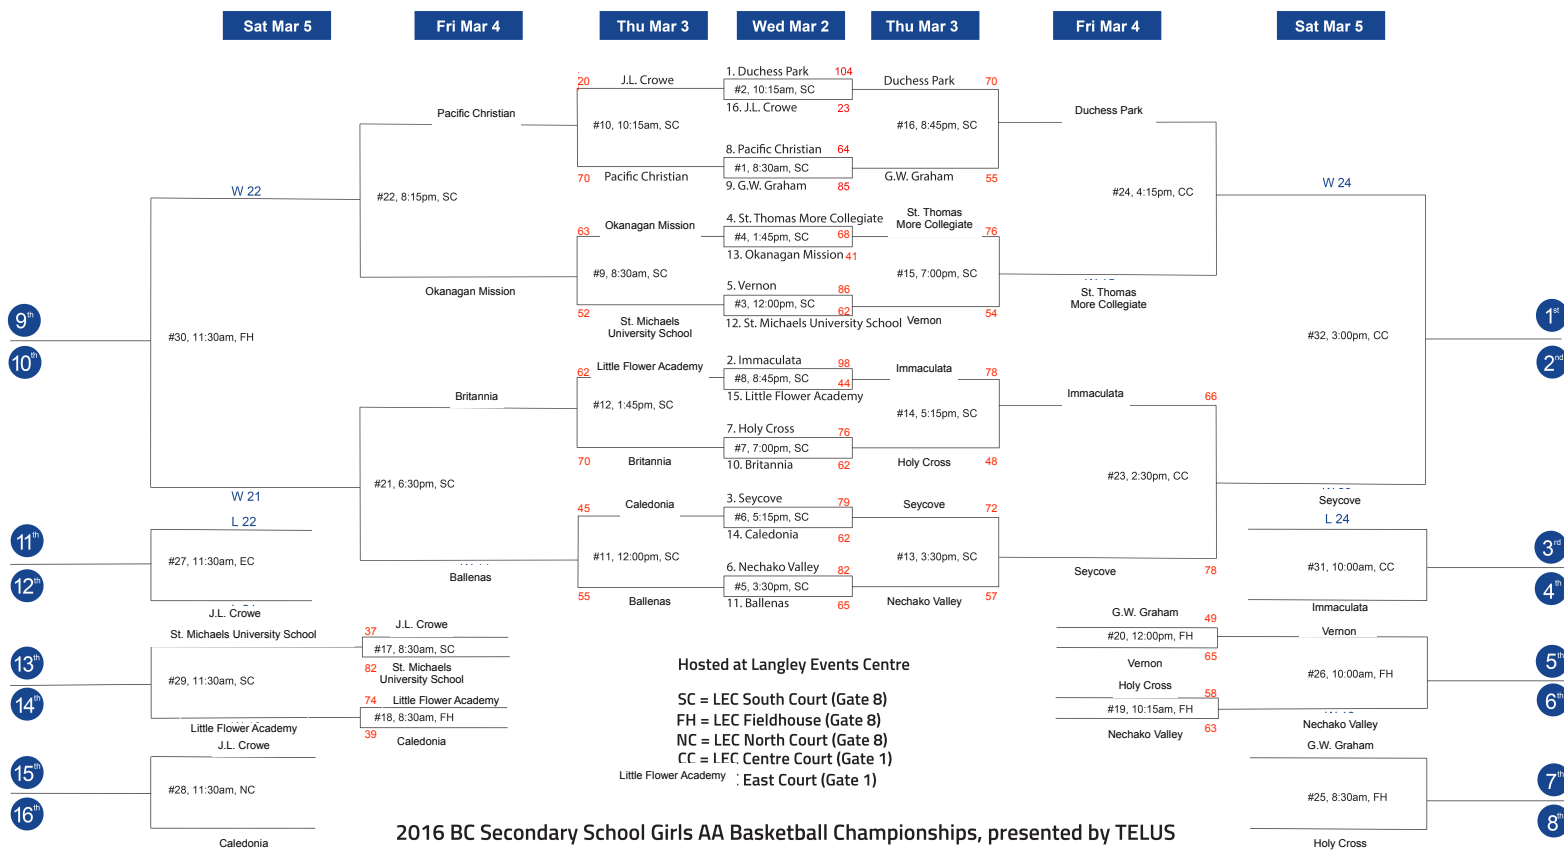 Sat Mar 5
Fri Mar 4
Thu Mar 3
Wed Mar 2
Thu Mar 3
Fri Mar 4
Sat Mar 5
W 22
#30, 11:30am, FH
W 21
9th
10th
L 22
#27, 11:30am, EC
11th
12th
J.L. Crowe
St. Michaels University School
#29, 11:30am, SC
13th
14th
Little Flower Academy
J.L. Crowe
#28, 11:30am, NC
15th
16th
Caledonia
Pacific Christian
#22, 8:15pm, SC
Okanagan Mission
Britannia
#21, 6:30pm, SC
Ballenas
J.L. Crowe
37
#17, 8:30am, SC
82
St. Michaels
University School
74
Little Flower Academy
#18, 8:30am, FH
39
Caledonia
20
J.L. Crowe
#10, 10:15am, SC
70
Pacific Christian
63
Okanagan Mission
#9, 8:30am, SC
52
St. Michaels
University School
62
Little Flower Academy
#12, 1:45pm, SC
70
Britannia
45
Caledonia
#11, 12:00pm, SC
55
Ballenas
1. Duchess Park 104
#2, 10:15am, SC
16. J.L. Crowe 23
8. Pacific Christian 64
#1, 8:30am, SC
9. G.W. Graham 85
4. St. Thomas More Collegiate
#4, 1:45pm, SC 68
13. Okanagan Mission 41
5. Vernon 86
#3, 12:00pm, SC 62
12. St. Michaels University School
2. Immaculata 98
#8, 8:45pm, SC 44
15. Little Flower Academy
7. Holy Cross 76
#7, 7:00pm, SC
10. Britannia 62
3. Seycove 79
#6, 5:15pm, SC
14. Caledonia 62
6. Nechako Valley 82
#5, 3:30pm, SC
11. Ballenas 65
Duchess Park 70
#16, 8:45pm, SC
G.W. Graham 55
St. Thomas
More Collegiate 76
#15, 7:00pm, SC
Vernon 54
Immaculata 78
#14, 5:15pm, SC
Holy Cross 48
Seycove 72
#13, 3:30pm, SC
Nechako Valley 57
Duchess Park
#24, 4:15pm, CC
St. Thomas
More Collegiate
Immaculata 66
#23, 2:30pm, CC
Seycove 78
G.W. Graham 49
#20, 12:00pm, FH
Vernon 65
Holy Cross 58
#19, 10:15am, FH
Nechako Valley 63
W 24
#32, 3:00pm, CC
Seycove
1st
2nd
L 24
#31, 10:00am, CC
Immaculata
3rd
4th
Vernon
#26, 10:00am, FH
Nechako Valley
5th
6th
G.W. Graham
#25, 8:30am, FH
Holy Cross
7th
8th
Hosted at Langley Events Centre
SC = LEC South Court (Gate 8)
FH = LEC Fieldhouse (Gate 8)
NC = LEC North Court (Gate 8)
CC = LEC Centre Court (Gate 1)
Little Flower Academy East Court (Gate 1)
2016 BC Secondary School Girls AA Basketball Championships, presented by TELUS